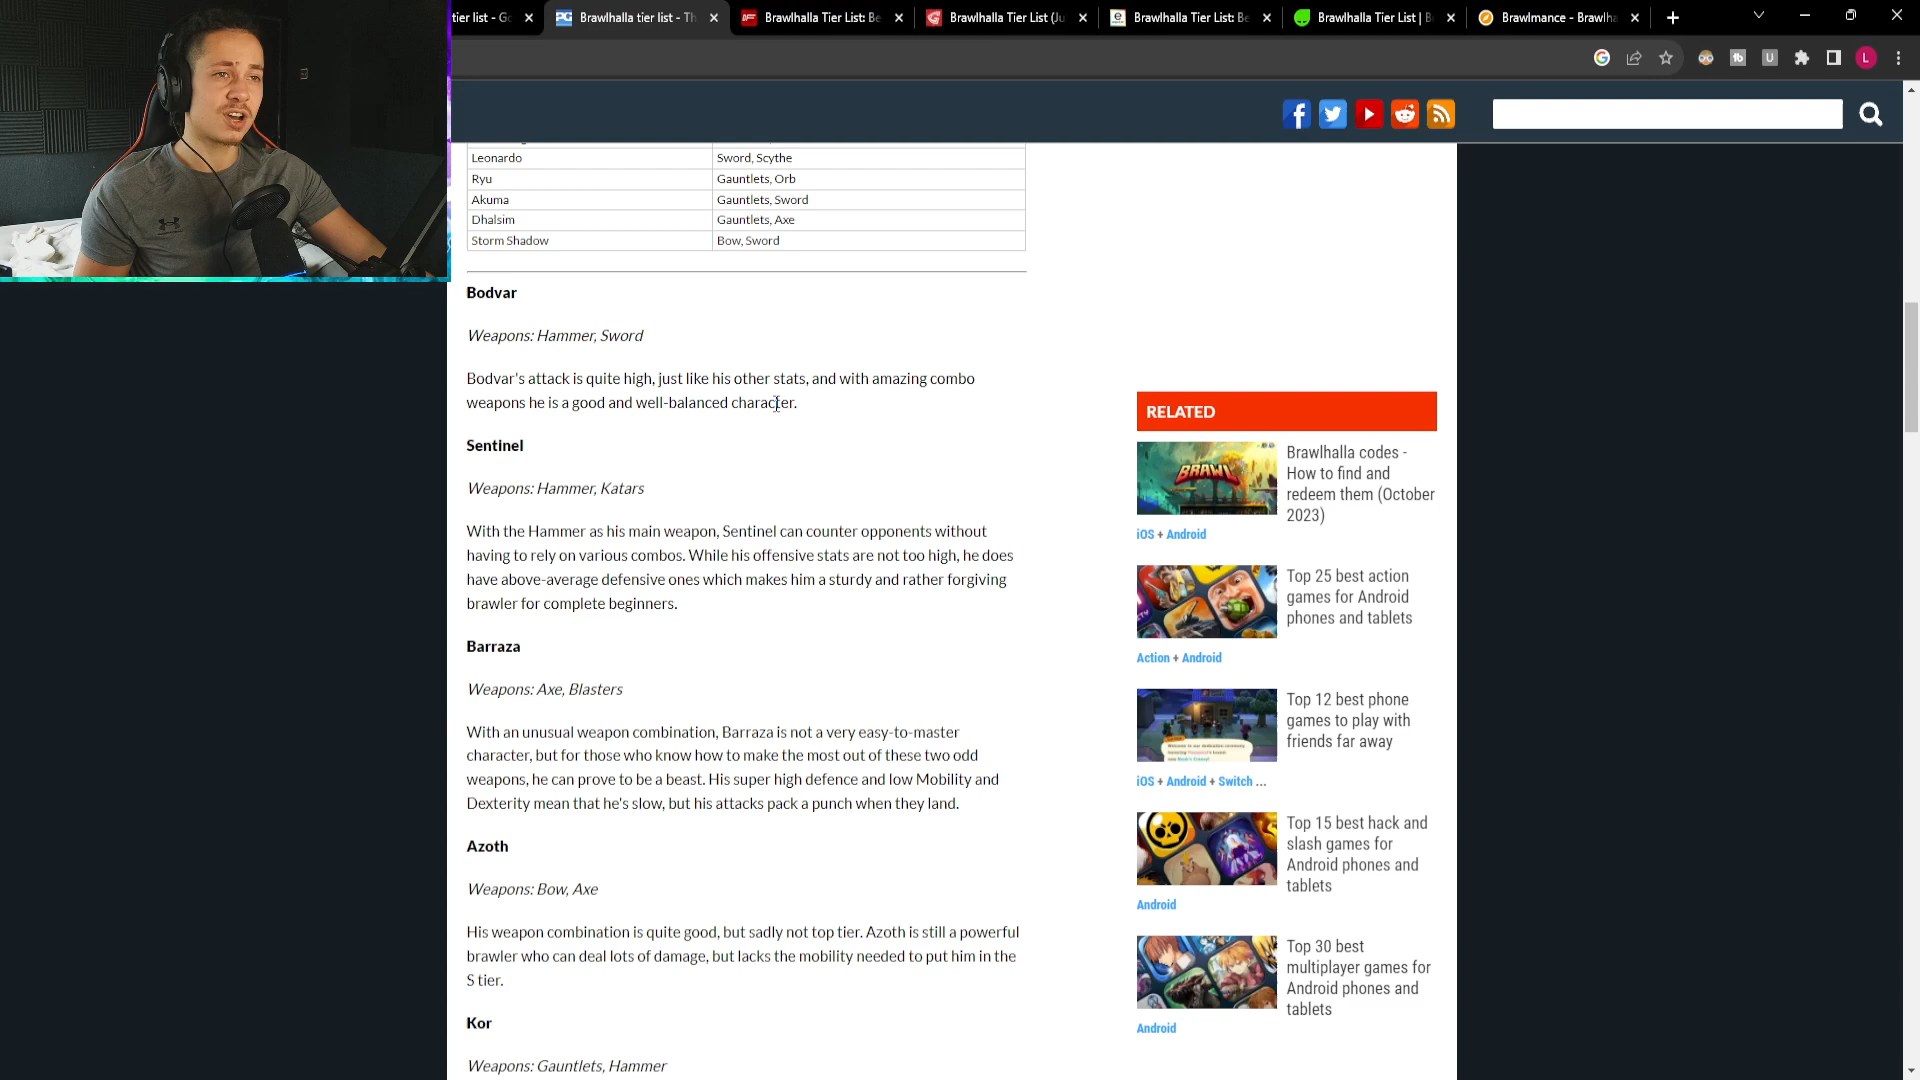 tier list - Go
Brawlhalla tier list - Th
Brawlhalla Tier List: Be
Brawlhalla Tier List (Ju
Brawlhalla Tier List: Be
Brawlhalla Tier List | B
Brawlmance - Brawlha
L
Leonardo Sword, Scythe
Ryu Gauntlets, Orb
Akuma Gauntlets, Sword
Dhalsim Gauntlets, Axe
Storm Shadow Bow, Sword
Bodvar
Weapons: Hammer, Sword
Bodvar's attack is quite high, just like his other stats, and with amazing combo
weapons he is a good and well-balanced character.
Sentinel
Weapons: Hammer, Katars
With the Hammer as his main weapon, Sentinel can counter opponents without
having to rely on various combos. While his offensive stats are not too high, he does
have above-average defensive ones which makes him a sturdy and rather forgiving
brawler for complete beginners.
Barraza
Weapons: Axe, Blasters
With an unusual weapon combination, Barraza is not a very easy-to-master
character, but for those who know how to make the most out of these two odd
weapons, he can prove to be a beast. His super high defence and low Mobility and
Dexterity mean that he's slow, but his attacks pack a punch when they land.
Azoth
Weapons: Bow, Axe
His weapon combination is quite good, but sadly not top tier. Azoth is still a powerful
brawler who can deal lots of damage, but lacks the mobility needed to put him in the
S tier.
Kor
Weapons: Gauntlets, Hammer
RELATED
BRAWL
Brawlhalla codes -
How to find and
redeem them (October
2023)
iOS + Android
Top 25 best action
games for Android
phones and tablets
Action + Android
Top 12 best phone
games to play with
friends far away
iOS + Android + Switch ...
Top 15 best hack and
slash games for
Android phones and
tablets
Android
Top 30 best
multiplayer games for
Android phones and
tablets
Android